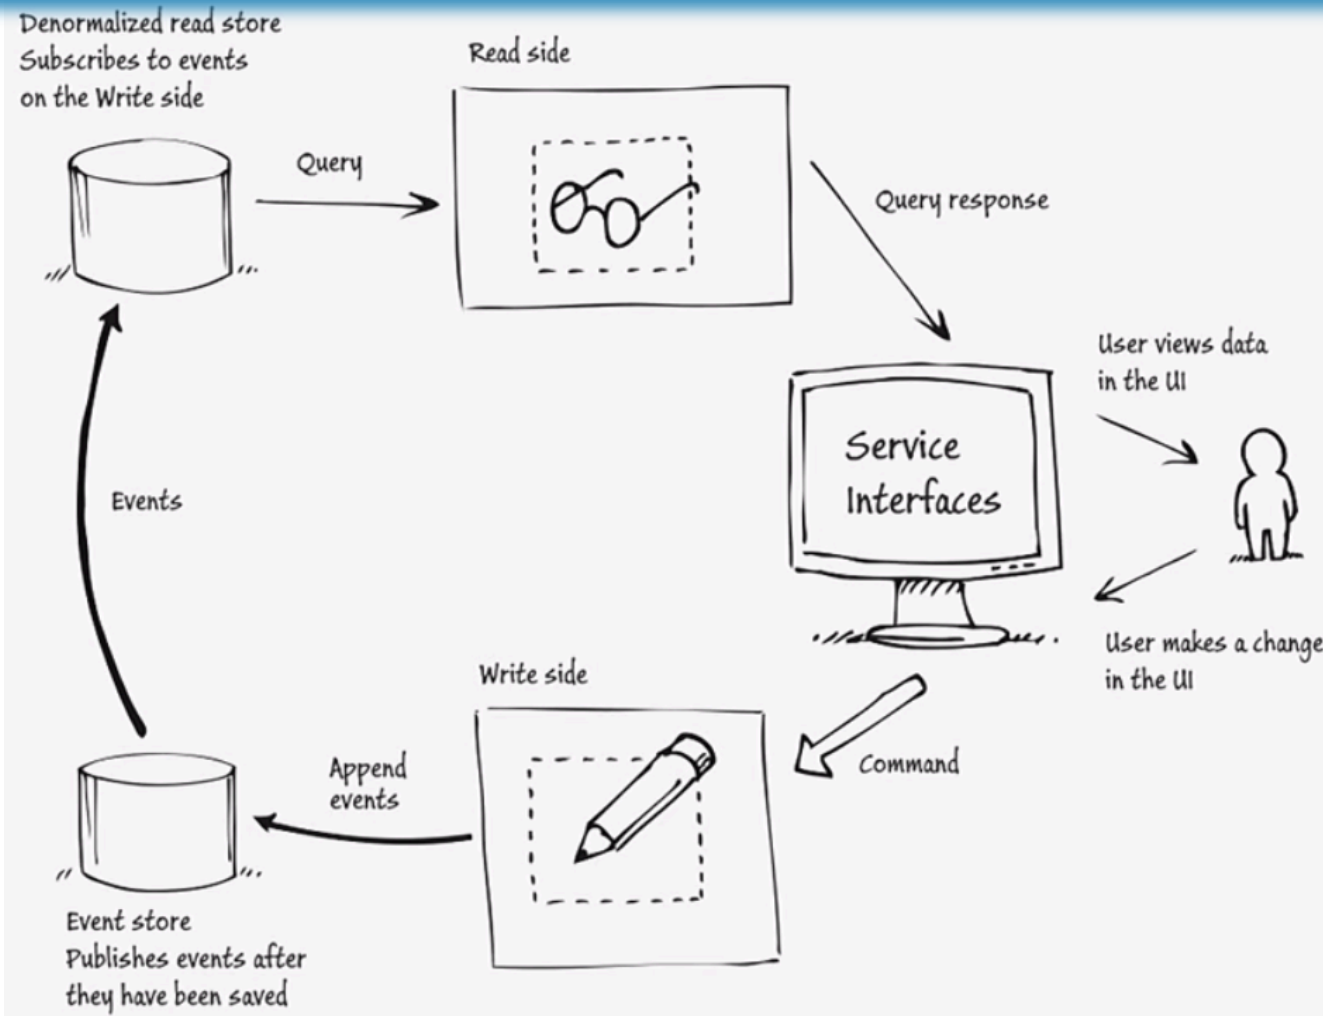 Denormalized read store
Subscribes to events
on the Write side
Read side
Query
Query response
User views data
in the UI
Service
Interfaces
Events
User makes a change
in the UI
Write side
Command
Append
events
Event store
Publishes events after
they have been saved